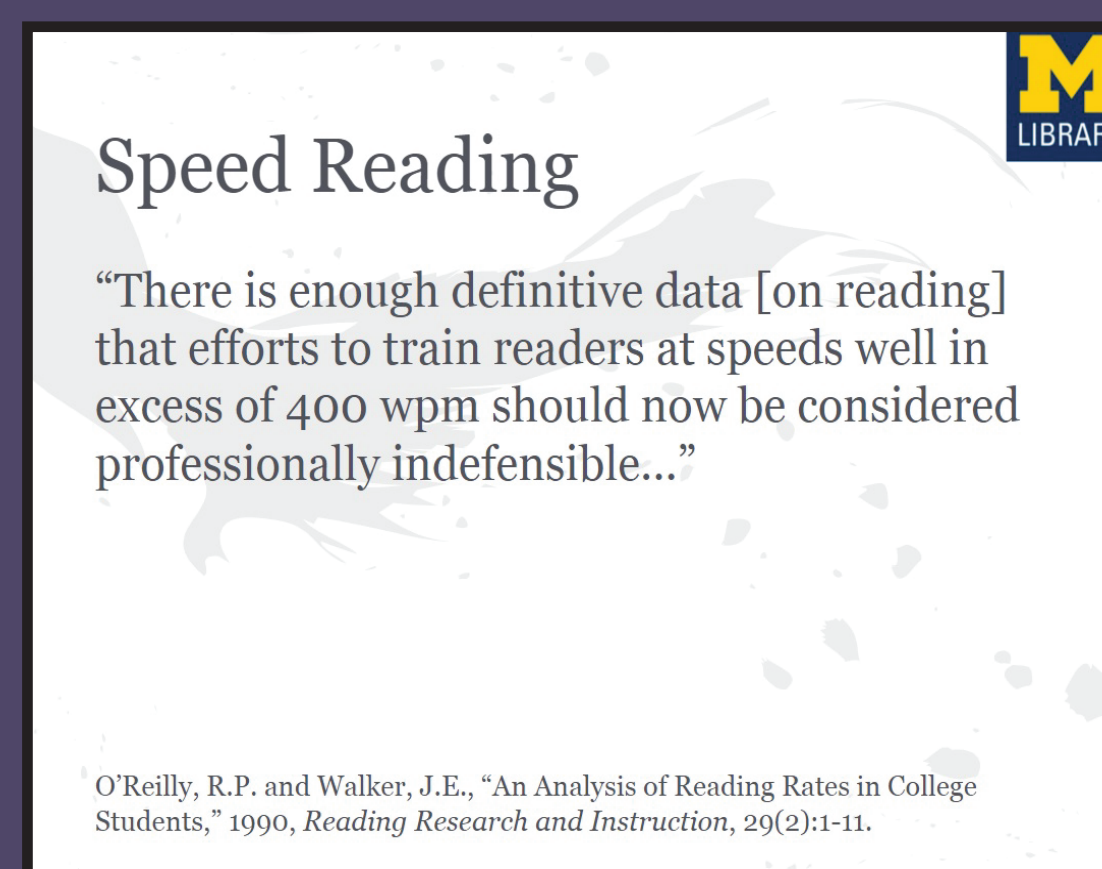 M
LIBRAR
Speed Reading
“There is enough definitive data [on reading]
that efforts to train readers at speeds well in
excess of 400 wpm should now be considered
professionally indefensible...”
O’Reilly, R.P. and Walker, J.E., “An Analysis of Reading Rates in College
Students,” 1990, Reading Research and Instruction, 29(2):1-11.